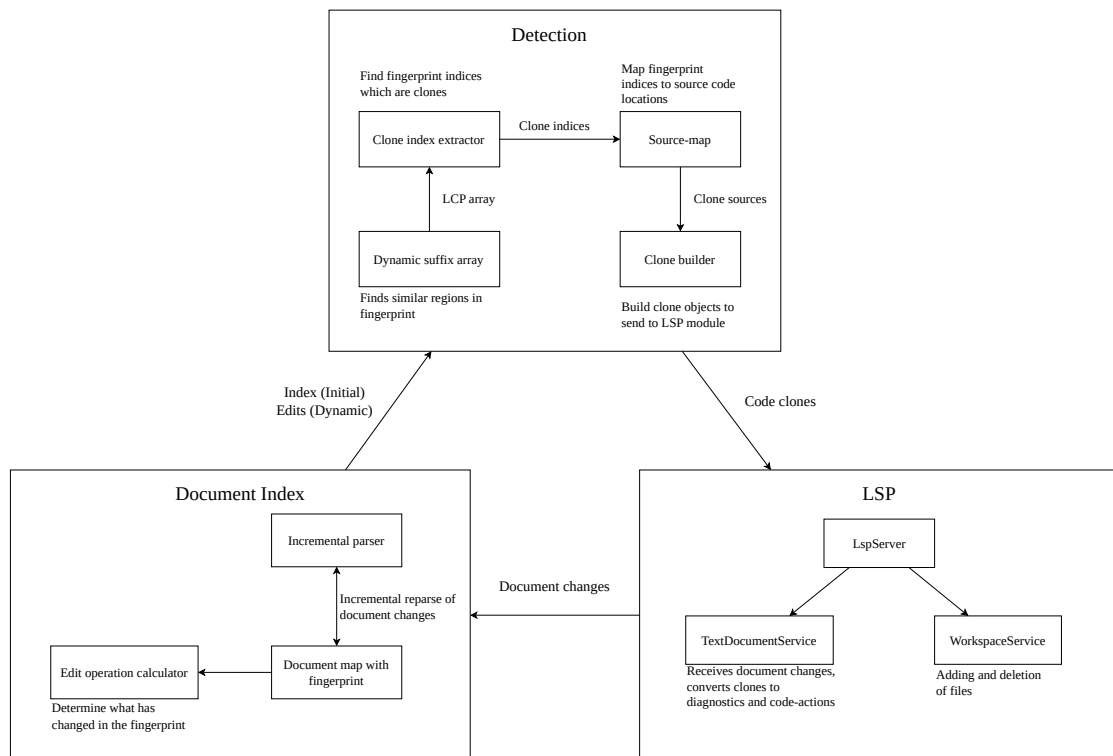 Detection
Find fingerprint indices
which are clones
Map fingerprint
indices to source code
locations
Clone index extractor
Clone indices
Source-map
LCP array
Clone sources
Dynamic suffix array
Clone builder
Finds similar regions in
fingerprint
Build clone objects to
send to LSP module
Index (Initial)
Edits (Dynamic)
Code clones
Document Index
Incremental parser
Incremental reparse of
document changes
Document map with
fingerprint
Edit operation calculator
Determine what has
changed in the fingerprint
Document changes
LSP
LspServer
TextDocumentService
WorkspaceService
Receives document changes,
converts clones to
diagnostics and code-actions
Adding and deletion
of files